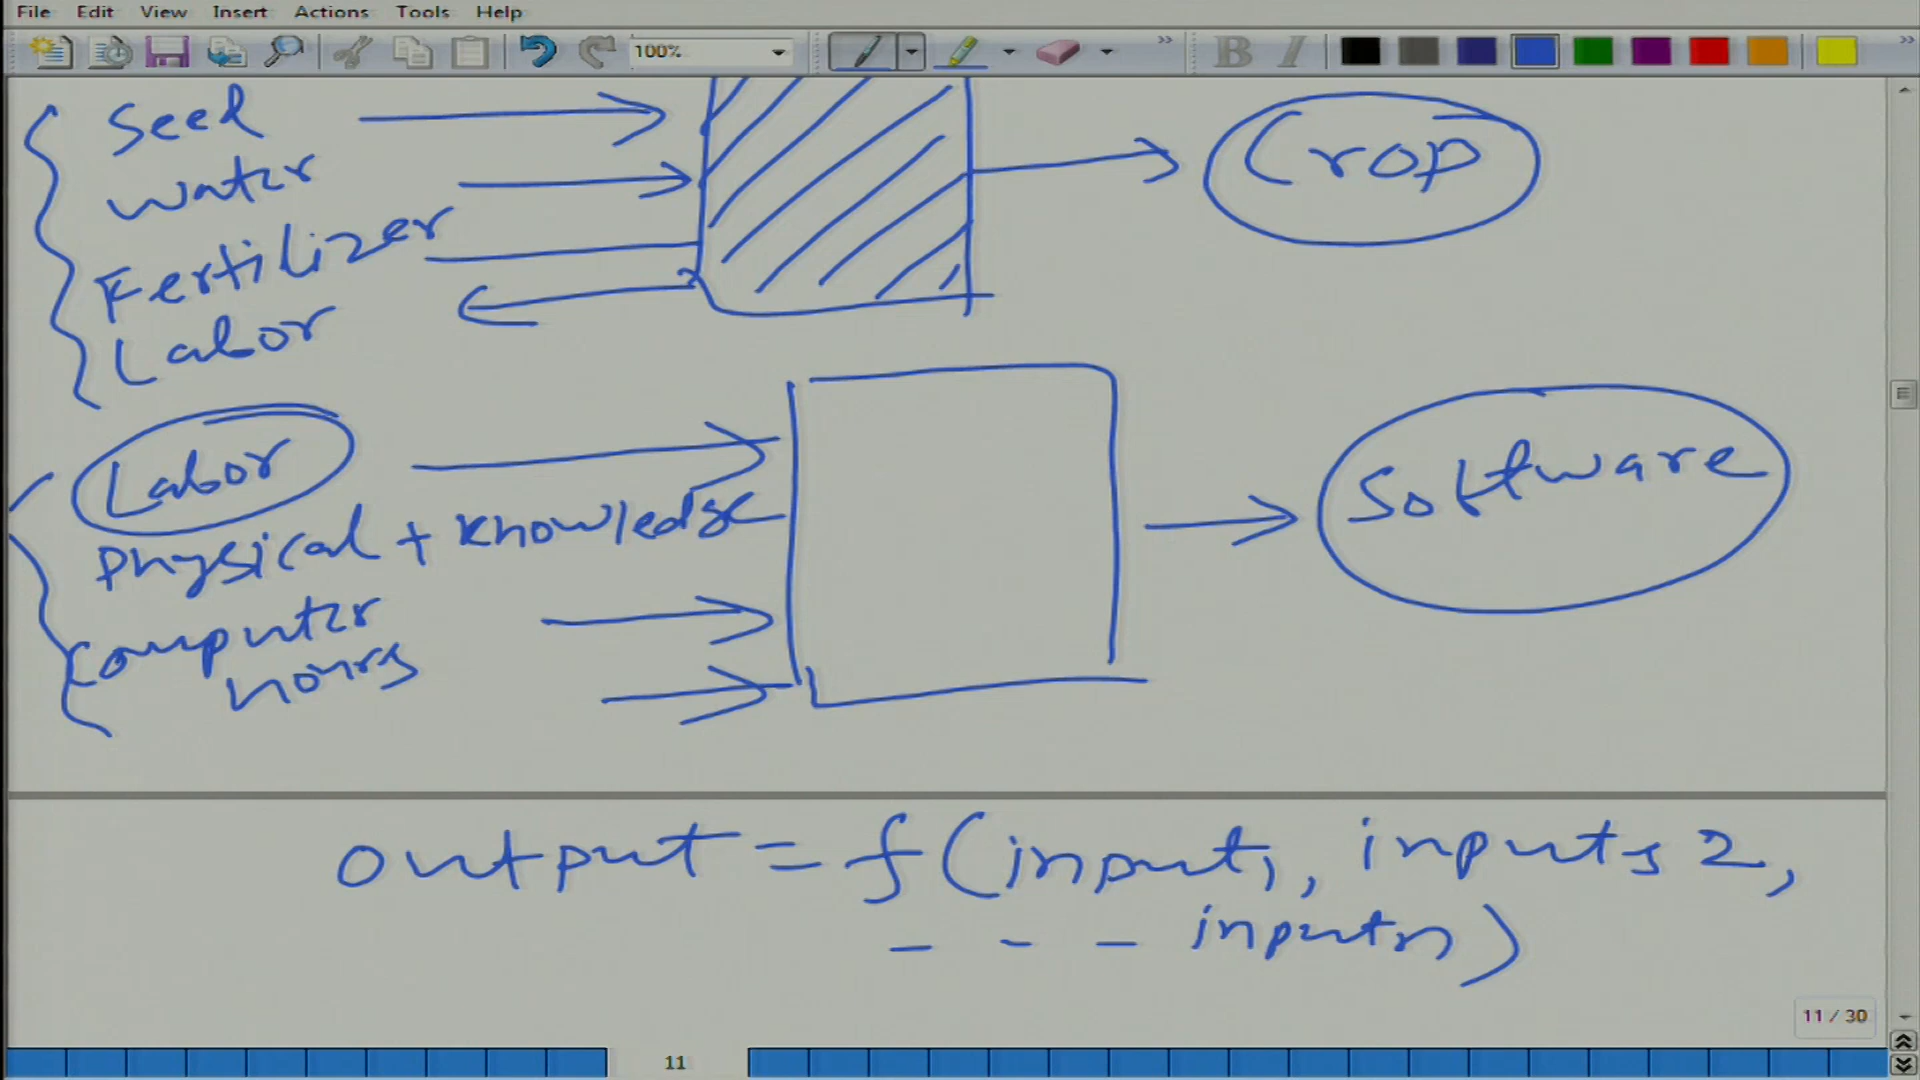 File Edit View Insert Actions Tools Help
100%
B I
Seed
Water
Fertilizer
Labor
Crop
Labor
Physical + Knowledge
Computer
hours
Software
output = f(input1, inputs 2,
- - - inputn)
11 / 30
11